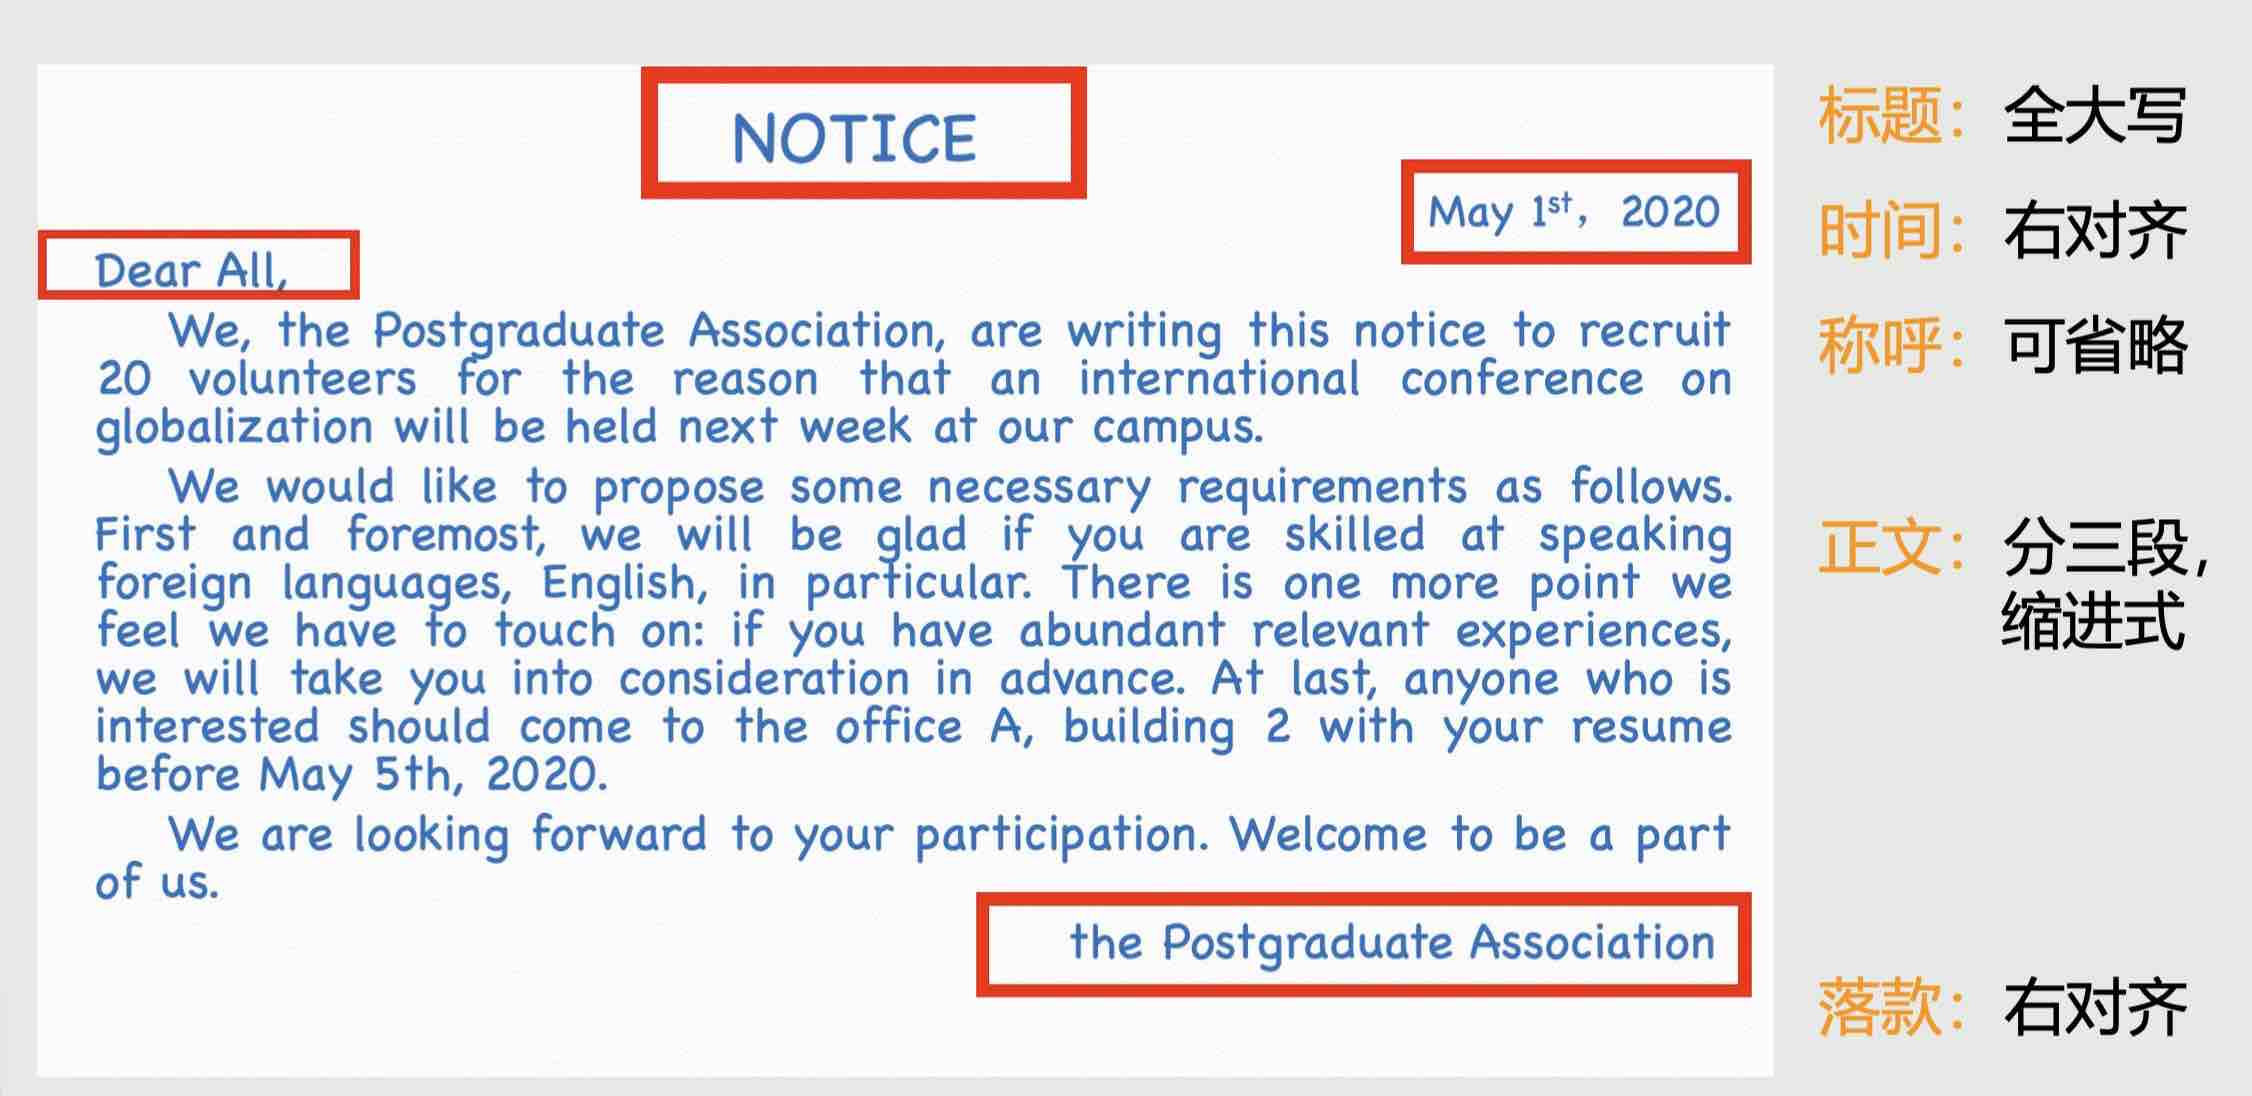 NOTICE
May 1st, 2020
Dear All,
We, the Postgraduate Association, are writing this notice to recruit
20 volunteers for the reason that an international conference on
globalization will be held next week at our campus.
We would like to propose some necessary requirements as follows.
First and foremost, we will be glad if you are skilled at speaking
foreign languages, English, in particular. There is one more point we
feel we have to touch on: if you have abundant relevant experiences,
we will take you into consideration in advance. At last, anyone who is
interested should come to the office A, building 2 with your resume
before May 5th, 2020.
We are looking forward to your participation. Welcome to be a part
of us.
the Postgraduate Association
标题：全大写
时间：右对齐
称呼：可省略
正文：分三段，
缩进式
落款：右对齐